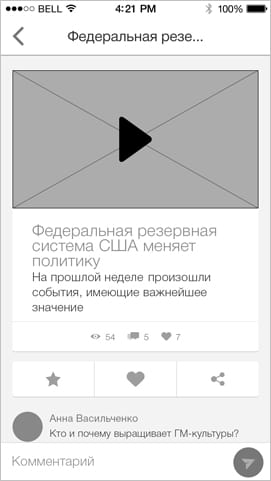 BELL 4:21 PM 100%
Федеральная резе...
Федеральная резервная
система США меняет
политику
На прошлой неделе произошли
события, имеющие важнейшее
значение
54 5 7
Анна Васильченко
Кто и почему выращивает ГМ-культуры?
Комментарий